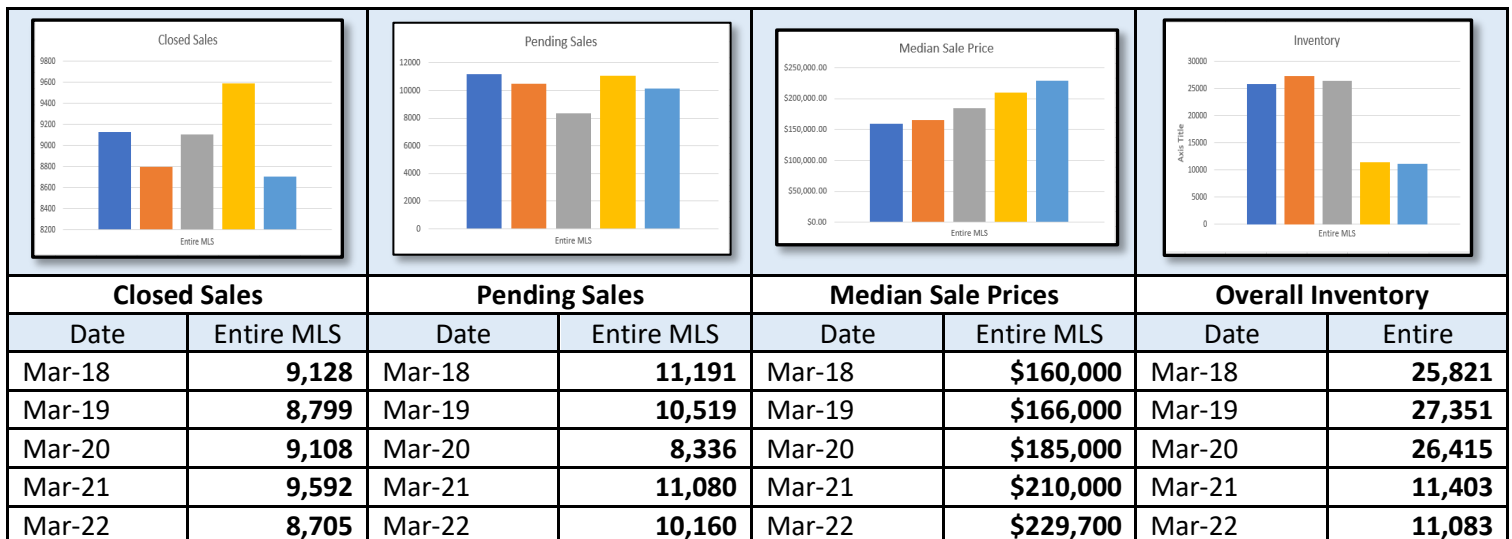 Closed Sales
9800
9600
9400
9200
9000
8800
8600
8400
8200
Entire MLS
Pending Sales
12000
10000
8000
6000
4000
2000
0
Entire MLS
Median Sale Price
$250,000.00
$200,000.00
$150,000.00
$100,000.00
$50,000.00
$0.00
Entire MLS
Inventory
Axis Title
30000
25000
20000
15000
10000
5000
0
Entire MLS
Closed Sales Pending Sales Median Sale Prices Overall Inventory
Date Entire MLS Date Entire MLS Date Entire MLS Date Entire
Mar-18 9,128 Mar-18 11,191 Mar-18 $160,000 Mar-18 25,821
Mar-19 8,799 Mar-19 10,519 Mar-19 $166,000 Mar-19 27,351
Mar-20 9,108 Mar-20 8,336 Mar-20 $185,000 Mar-20 26,415
Mar-21 9,592 Mar-21 11,080 Mar-21 $210,000 Mar-21 11,403
Mar-22 8,705 Mar-22 10,160 Mar-22 $229,700 Mar-22 11,083